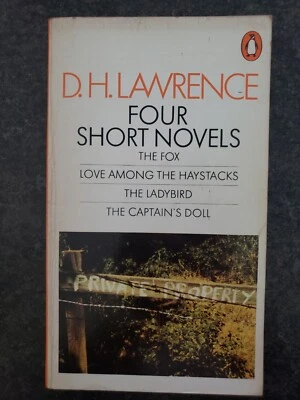 D.H. LAWRENCE
FOUR
SHORT NOVELS
THE FOX
LOVE AMONG THE HAYSTACKS
THE LADYBIRD
THE CAPTAIN'S DOLL
PRIVATE PROPERTY